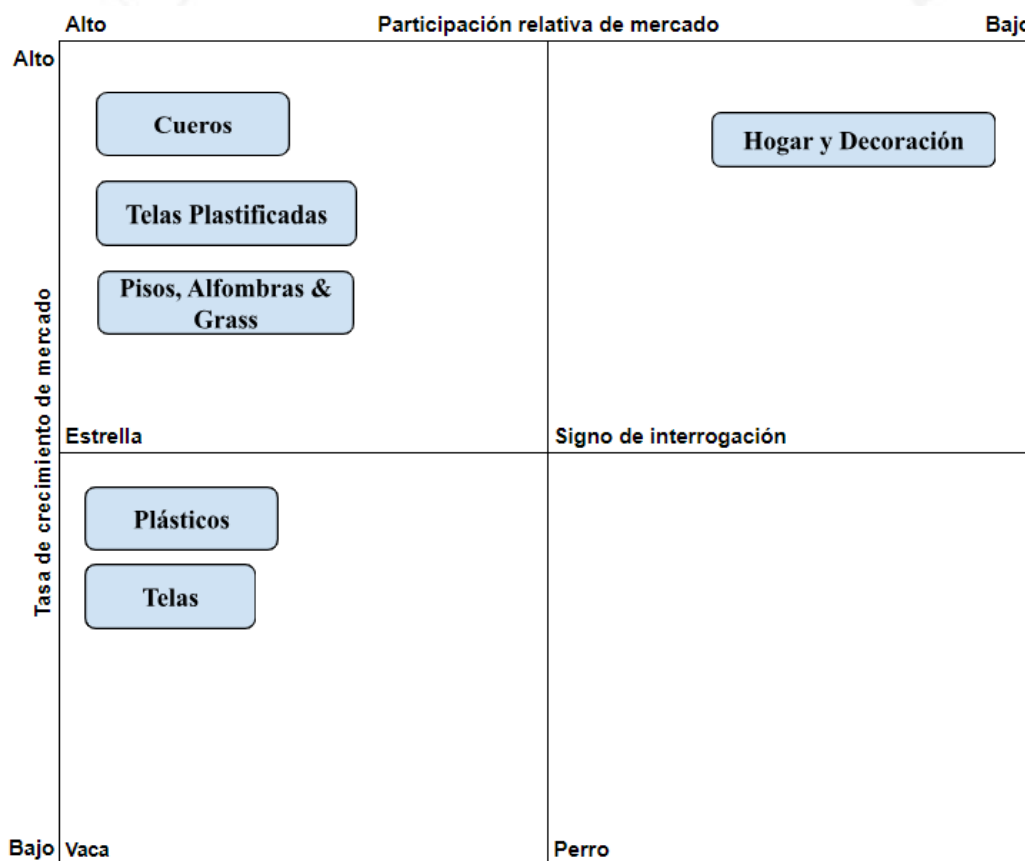 Alto
Participación relativa de mercado
Bajo
Alto
Cueros
Hogar y Decoración
Telas Plastificadas
Pisos, Alfombras &
Grass
Tasa de crecimiento de mercado
Estrella
Signo de interrogación
Plásticos
Telas
Bajo
Vaca
Perro